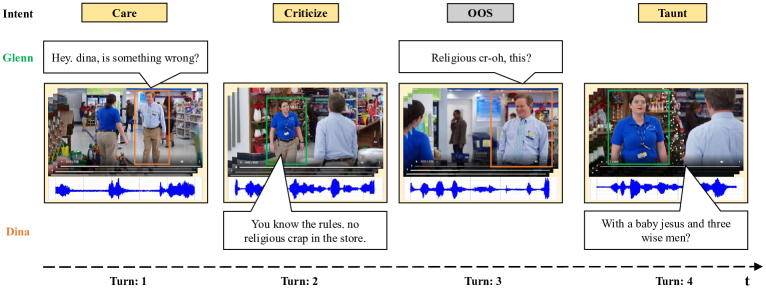 Intent
Care
Criticize
OOS
Taunt
Glenn
Hey. dina, is something wrong?
Religious cr-oh, this?
You know the rules. no
religious crap in the store.
With a baby jesus and three
wise men?
Dina
Turn: 1
Turn: 2
Turn: 3
Turn: 4
t